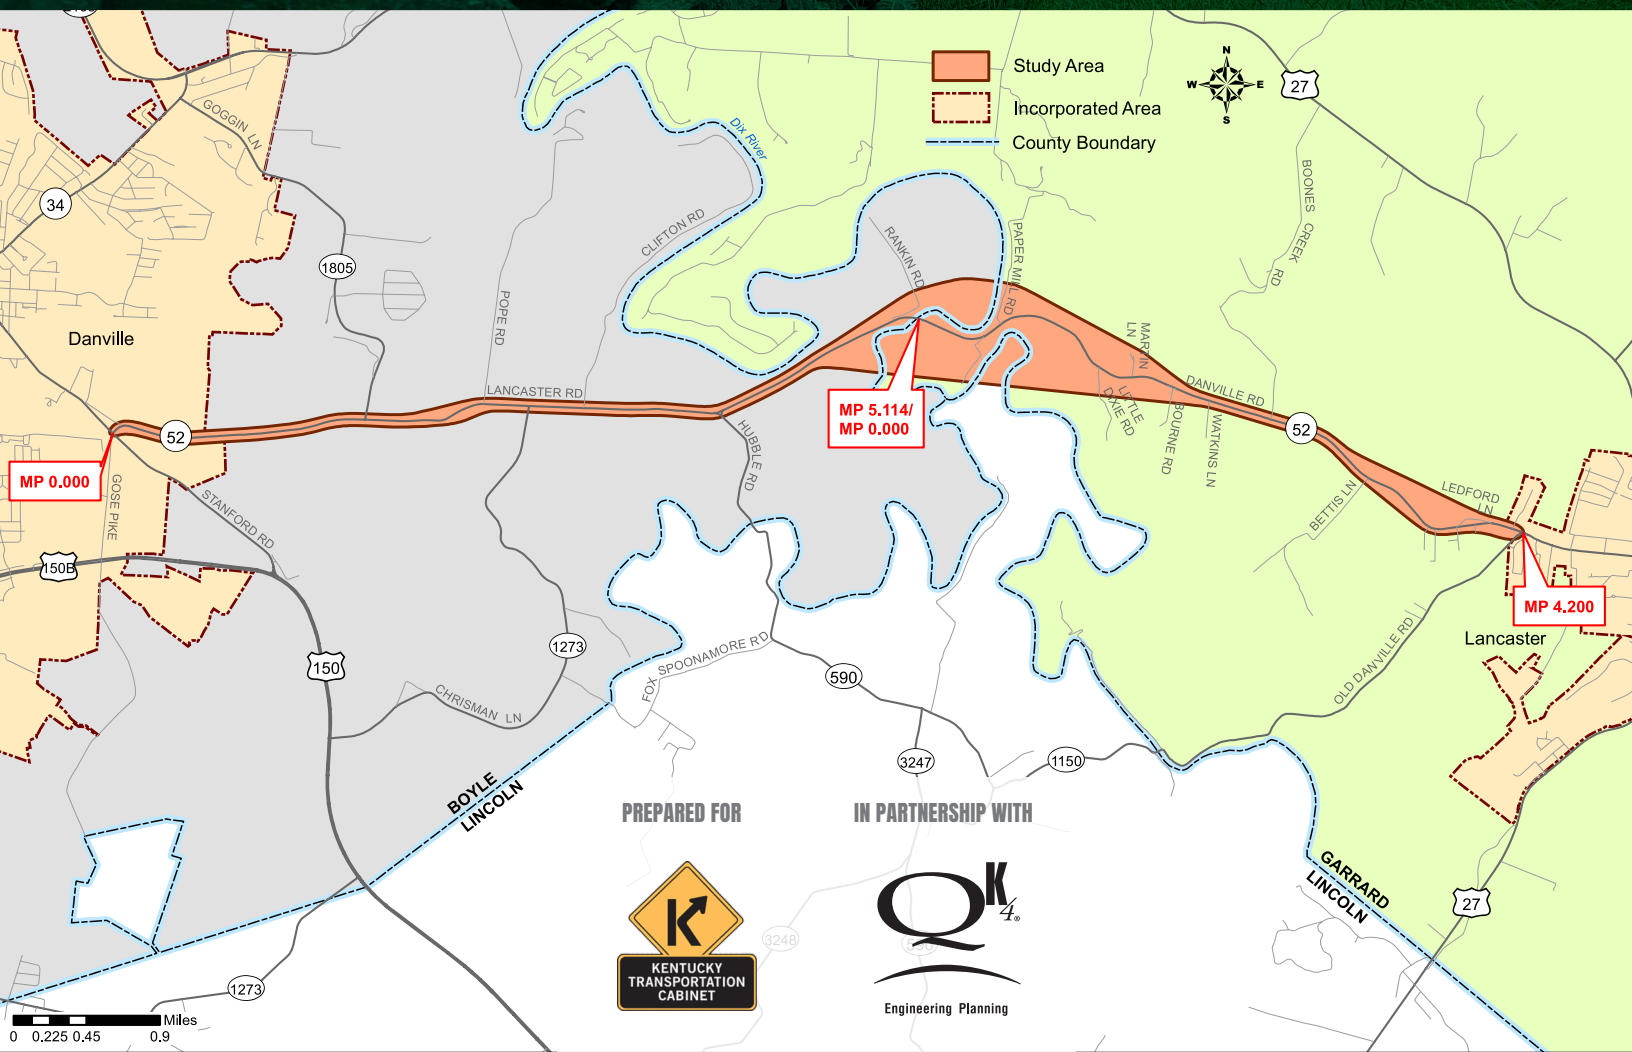 Study Area
Incorporated Area
County Boundary
N
W
E
S
27
GOGGIN LN
34
1805
Danville
Dix River
CLIFTON RD
POPE RD
RANKIN RD
PAPER MILL RD
BOONES CREEK RD
MARTIN LN
LANCASTER RD
DANVILLE RD
LITTLE DIXIE RD
BOURNE RD
WATKINS LN
52
52
MP 5.114/
MP 0.000
MP 0.000
GOSE PIKE
STANFORD RD
HUBBLE RD
BETTIS LN
LEDFORD LN
MP 4.200
Lancaster
150B
150
1273
CHRISMAN LN
FOX SPOONAMORE RD
590
OLD DANVILLE RD
3247
1150
BOYLE
LINCOLN
GARRARD
LINCOLN
27
PREPARED FOR
IN PARTNERSHIP WITH
KENTUCKY
TRANSPORTATION
CABINET
3248
QK4®
Engineering Planning
1273
Miles
0 0.225 0.45 0.9